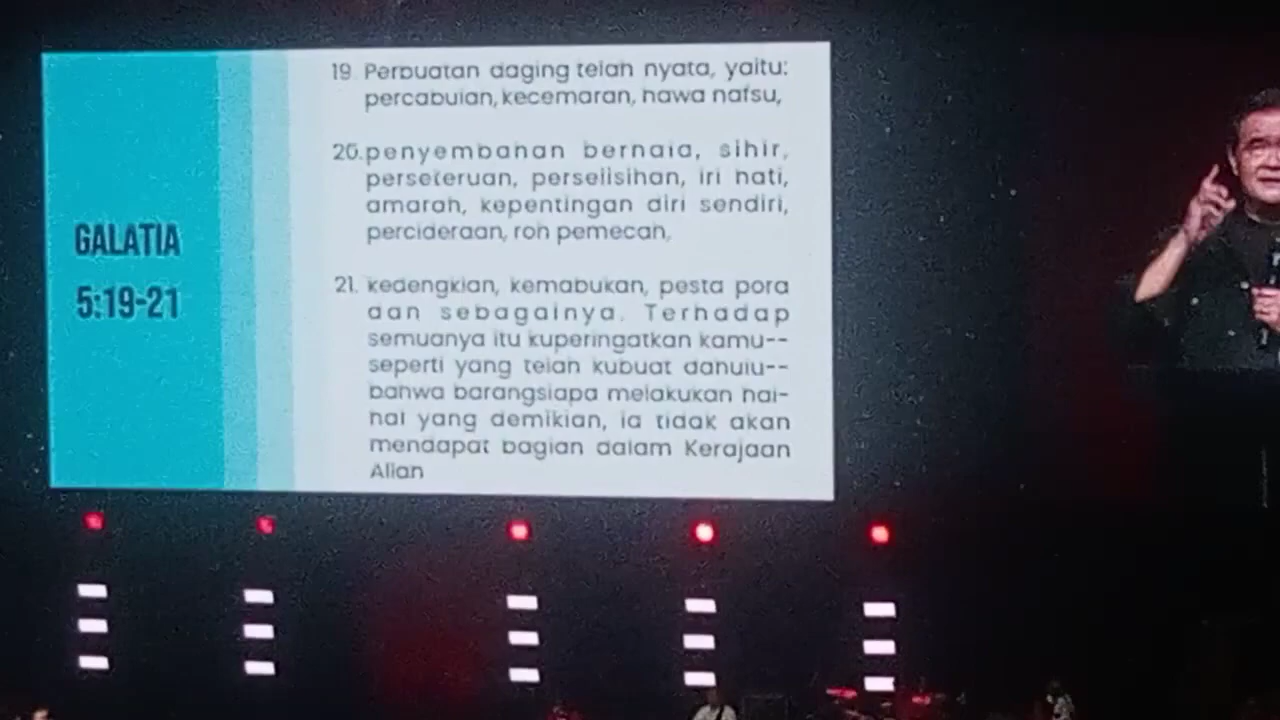 GALATIA
5:19-21
19. Perbuatan daging telah nyata, yaitu:
percabulan, kecemaran, hawa nafsu,
20. penyembahan berhala, sihir,
perseteruan, perselisihan, iri hati,
amarah, kepentingan diri sendiri,
percideraan, roh pemecah,
21. kedengkian, kemabukan, pesta pora
dan sebagainya. Terhadap
semuanya itu kuperingatkan kamu--
seperti yang telah kubuat dahulu--
bahwa barangsiapa melakukan hal-
hal yang demikian, ia tidak akan
mendapat bagian dalam Kerajaan
Allah